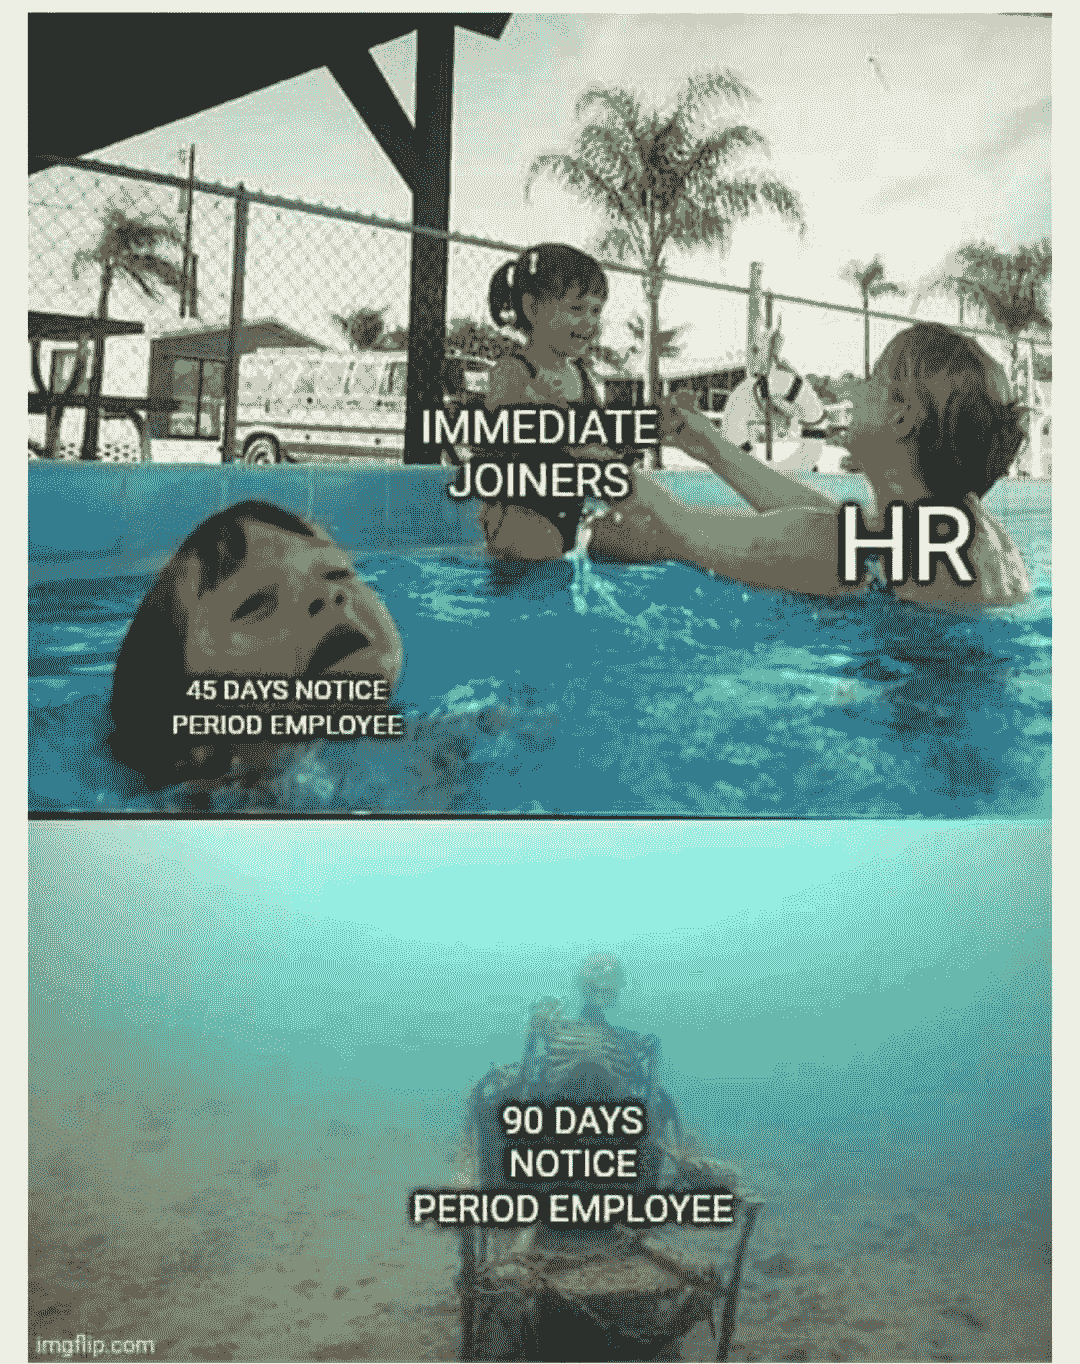 IMMEDIATE
JOINERS
HR
45 DAYS NOTICE
PERIOD EMPLOYEE
90 DAYS
NOTICE
PERIOD EMPLOYEE
imgflip.com